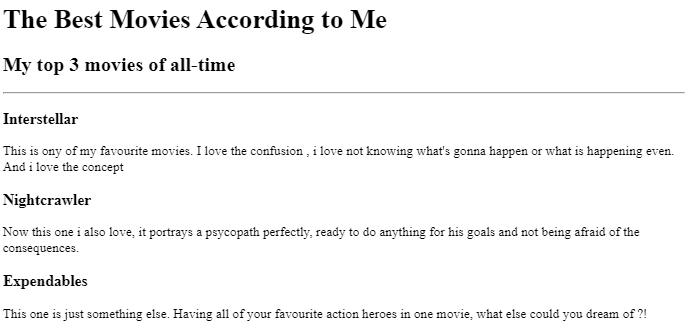 The Best Movies According to Me
My top 3 movies of all-time
Interstellar
This is ony of my favourite movies. I love the confusion , i love not knowing what's gonna happen or what is happening even.
And i love the concept
Nightcrawler
Now this one i also love, it portrays a psycopath perfectly, ready to do anything for his goals and not being afraid of the
consequences.
Expendables
This one is just something else. Having all of your favourite action heroes in one movie, what else could you dream of ?!